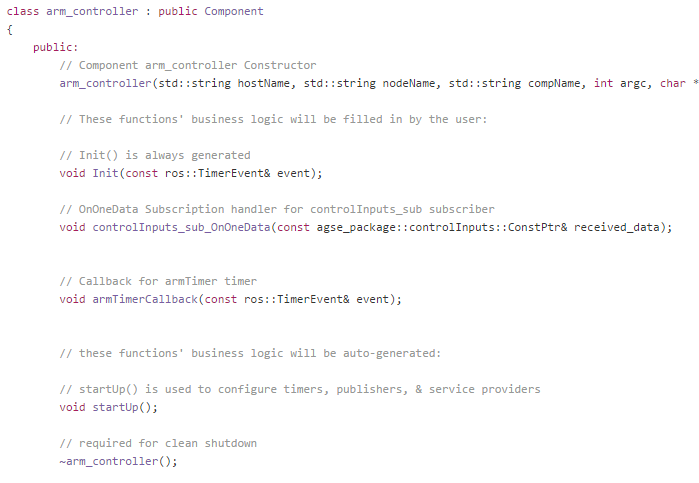 class arm_controller : public Component
{
    public:
        // Component arm_controller Constructor
        arm_controller(std::string hostName, std::string nodeName, std::string compName, int argc, char *
        // These functions' business logic will be filled in by the user:
        // Init() is always generated
        void Init(const ros::TimerEvent& event);
        // OnOneData Subscription handler for controlInputs_sub subscriber
        void controlInputs_sub_OnOneData(const agse_package::controlInputs::ConstPtr& received_data);
        // Callback for armTimer timer
        void armTimerCallback(const ros::TimerEvent& event);
        // these functions' business logic will be auto-generated:
        // startUp() is used to configure timers, publishers, & service providers
        void startUp();
        // required for clean shutdown
        ~arm_controller();